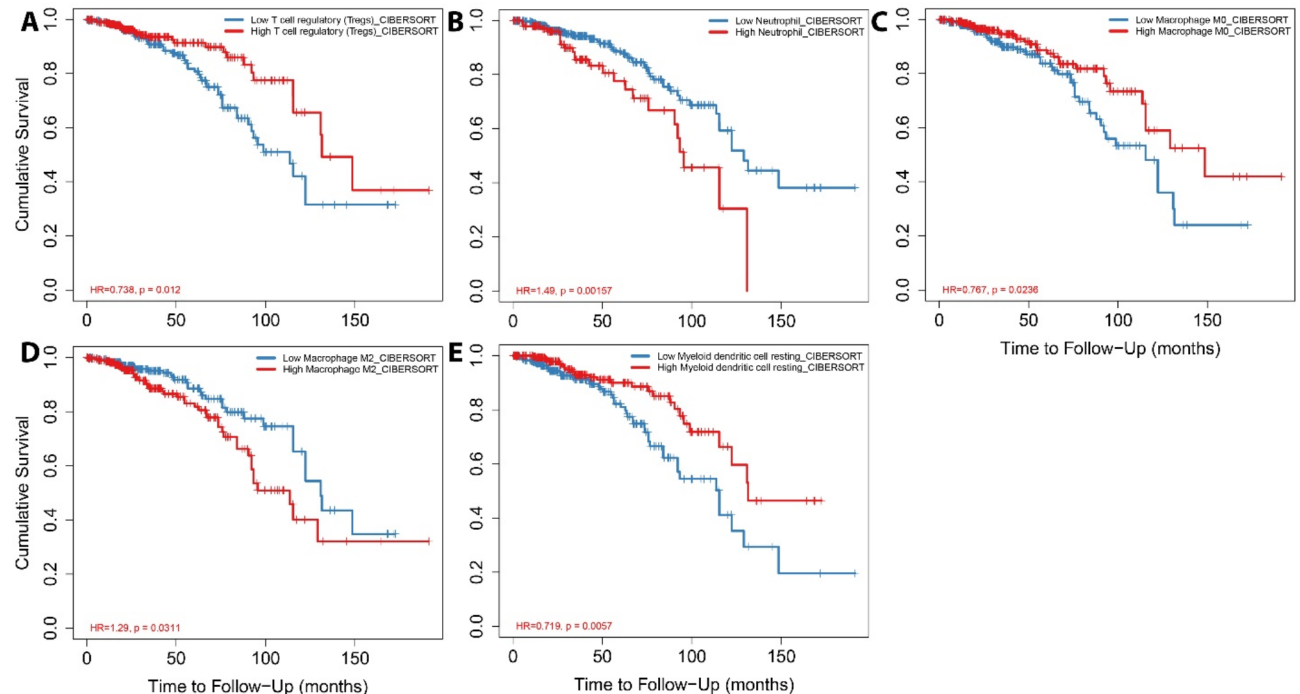 A
Low T cell regulatory (Tregs)_CIBERSORT
High T cell regulatory (Tregs)_CIBERSORT
Cumulative Survival
1.0
0.8
0.6
0.4
0.2
0.0
HR=0.738, p = 0.012
0 50 100 150
B
Low Neutrophil_CIBERSORT
High Neutrophil_CIBERSORT
1.0
0.8
0.6
0.4
0.2
0.0
HR=1.49, p = 0.00157
0 50 100 150
C
Low Macrophage M0_CIBERSORT
High Macrophage M0_CIBERSORT
1.0
0.8
0.6
0.4
0.2
0.0
HR=0.767, p = 0.0236
0 50 100 150
Time to Follow-Up (months)
D
Low Macrophage M2_CIBERSORT
High Macrophage M2_CIBERSORT
Cumulative Survival
1.0
0.8
0.6
0.4
0.2
0.0
HR=1.29, p = 0.0311
0 50 100 150
Time to Follow-Up (months)
E
Low Myeloid dendritic cell resting_CIBERSORT
High Myeloid dendritic cell resting_CIBERSORT
1.0
0.8
0.6
0.4
0.2
0.0
HR=0.719, p = 0.0057
0 50 100 150
Time to Follow-Up (months)